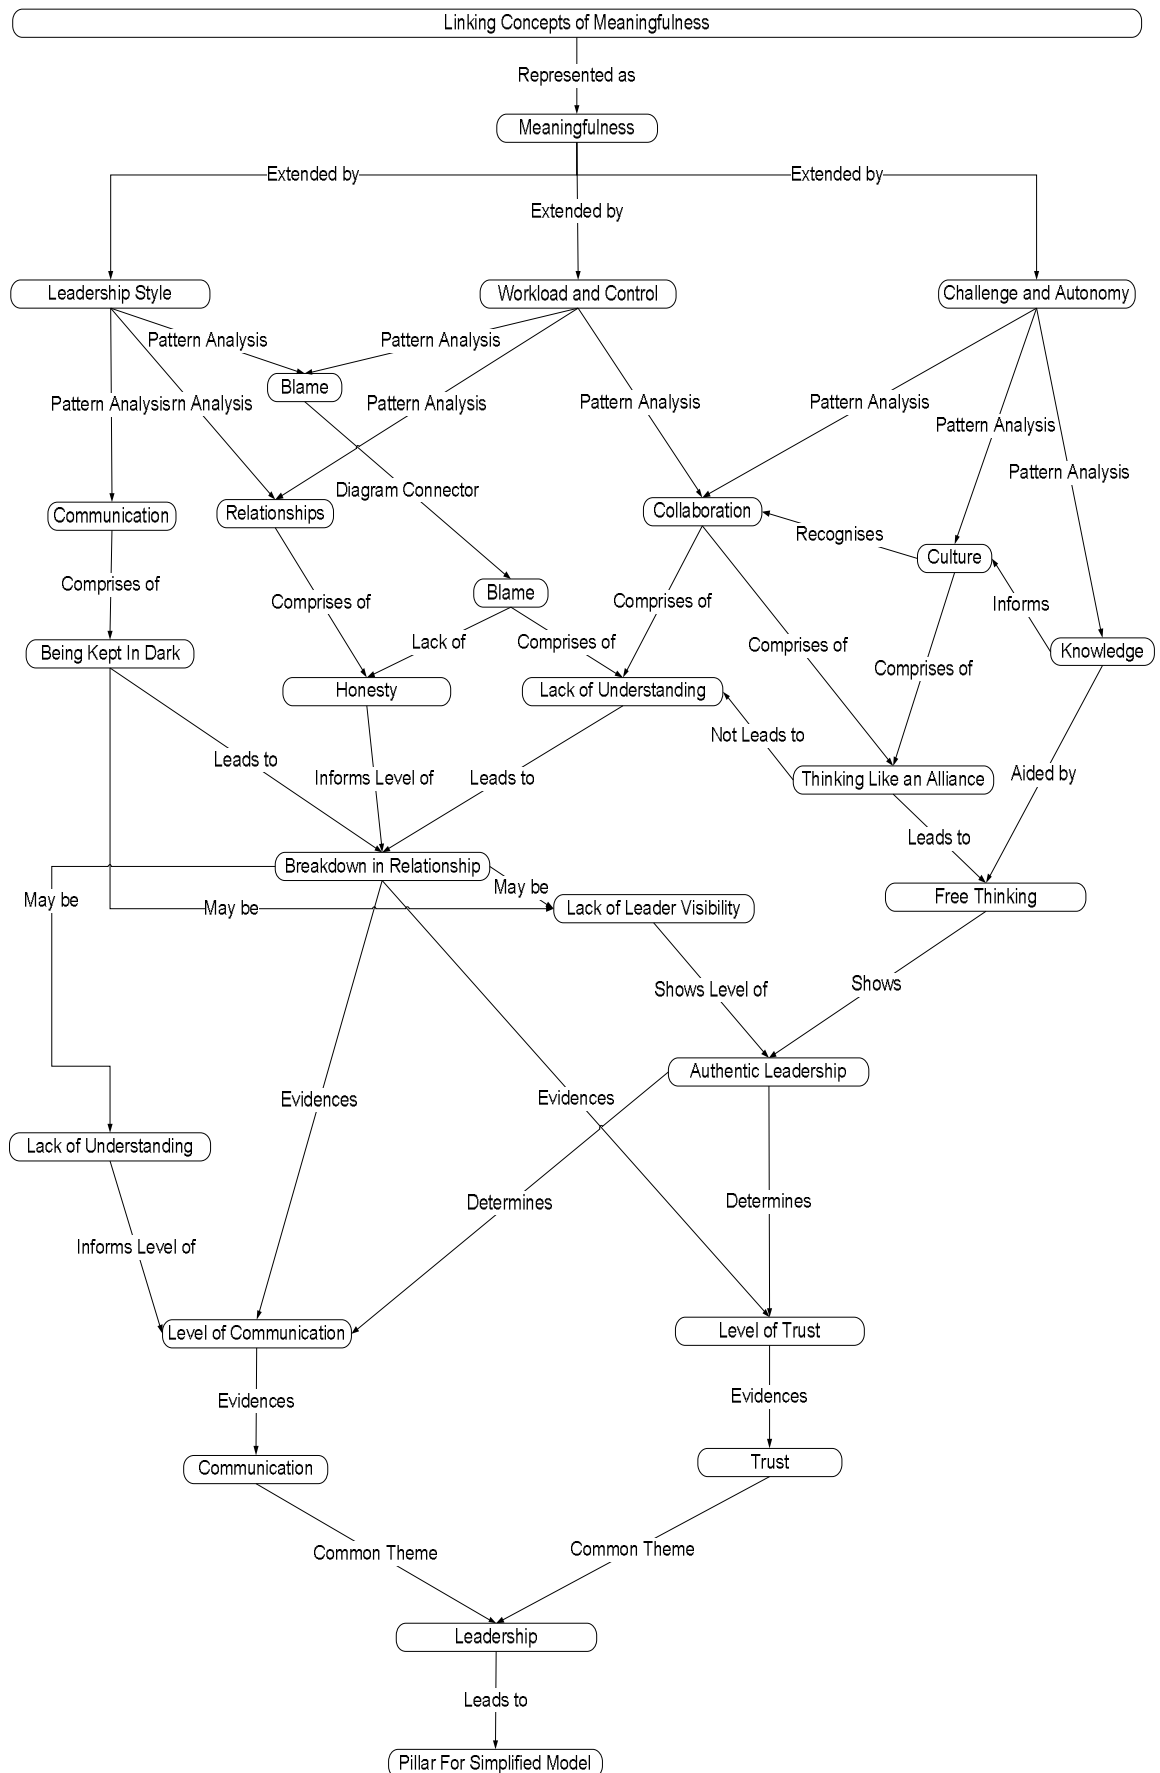 Linking Concepts of Meaningfulness
Represented as
Meaningfulness
Extended by
Extended by
Extended by
Leadership Style
Workload and Control
Challenge and Autonomy
Pattern Analysis
Pattern Analysis
Blame
Pattern Analysis
rn Analysis
Pattern Analysis
Pattern Analysis
Pattern Analysis
Pattern Analysis
Pattern Analysis
Diagram Connector
Communication
Relationships
Collaboration
Recognises
Culture
Comprises of
Comprises of
Blame
Comprises of
Informs
Lack of
Comprises of
Comprises of
Knowledge
Being Kept In Dark
Comprises of
Honesty
Lack of Understanding
Not Leads to
Leads to
Informs Level of
Leads to
Thinking Like an Alliance
Aided by
Leads to
Breakdown in Relationship
May be
May be
May be
Lack of Leader Visibility
Free Thinking
Shows Level of
Shows
Authentic Leadership
Evidences
Evidences
Lack of Understanding
Determines
Determines
Informs Level of
Level of Communication
Level of Trust
Evidences
Evidences
Communication
Trust
Common Theme
Common Theme
Leadership
Leads to
Pillar For Simplified Model